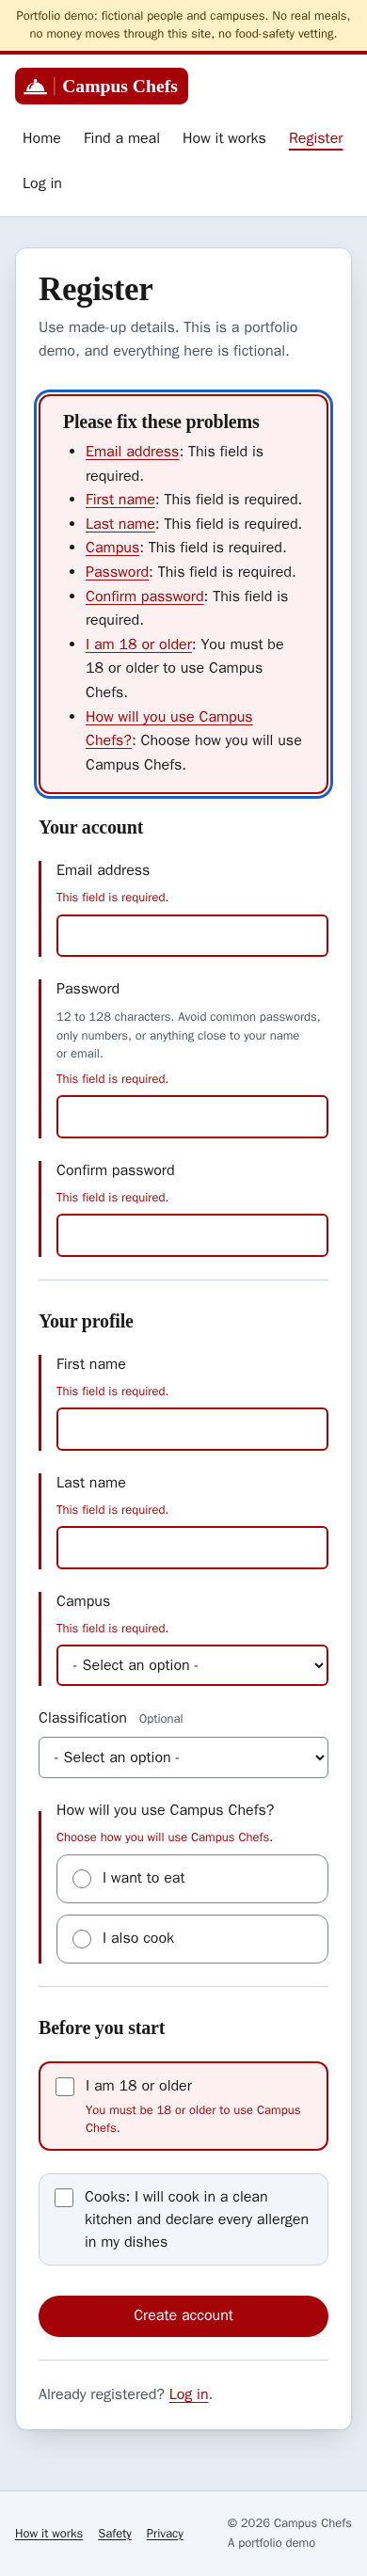 Portfolio demo: fictional people and campuses. No real meals,
no money moves through this site, no food-safety vetting.
Campus Chefs
Home Find a meal How it works Register
Log in
Register
Use made-up details. This is a portfolio
demo, and everything here is fictional.
Please fix these problems
Email address: This field is
required.
First name: This field is required.
Last name: This field is required.
Campus: This field is required.
Password: This field is required.
Confirm password: This field is
required.
I am 18 or older: You must be
18 or older to use Campus
Chefs.
How will you use Campus
Chefs?: Choose how you will use
Campus Chefs.
Your account
Email address
This field is required.
Password
12 to 128 characters. Avoid common passwords,
only numbers, or anything close to your name
or email.
This field is required.
Confirm password
This field is required.
Your profile
First name
This field is required.
Last name
This field is required.
Campus
This field is required.
- Select an option -
Classification Optional
- Select an option -
How will you use Campus Chefs?
Choose how you will use Campus Chefs.
I want to eat
I also cook
Before you start
I am 18 or older
You must be 18 or older to use Campus
Chefs.
Cooks: I will cook in a clean
kitchen and declare every allergen
in my dishes
Create account
Already registered? Log in.
How it works Safety Privacy
© 2026 Campus Chefs
A portfolio demo